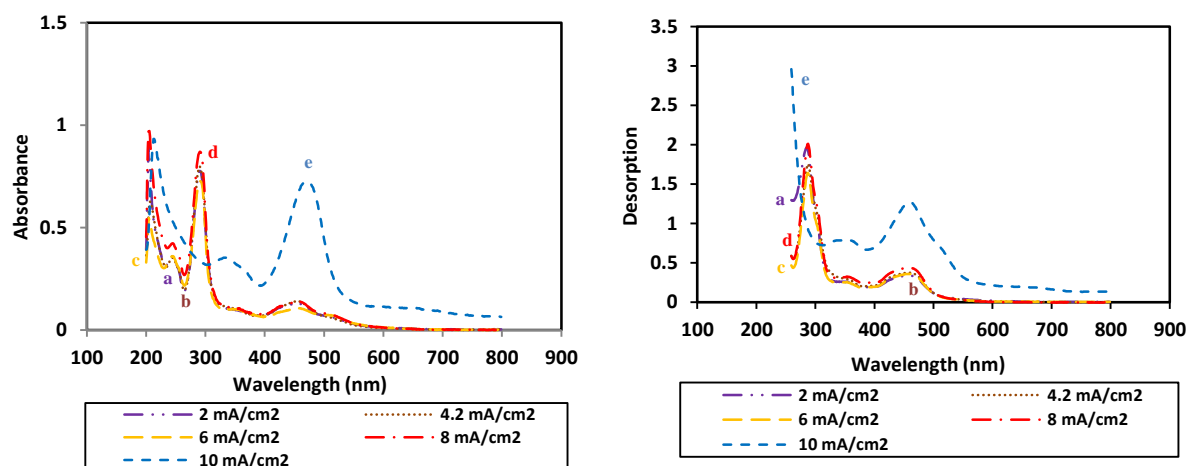 1.5
1
0.5
0
Absorbance
a
b
c
d
e
100 200 300 400 500 600 700 800 900
Wavelength (nm)
2 mA/cm2 4.2 mA/cm2
6 mA/cm2 8 mA/cm2
10 mA/cm2
3.5
3
2.5
2
1.5
1
0.5
0
Desorption
e
a
d
c
b
100 200 300 400 500 600 700 800 900
Wavelength (nm)
2 mA/cm2 4.2 mA/cm2
6 mA/cm2 8 mA/cm2
10 mA/cm2